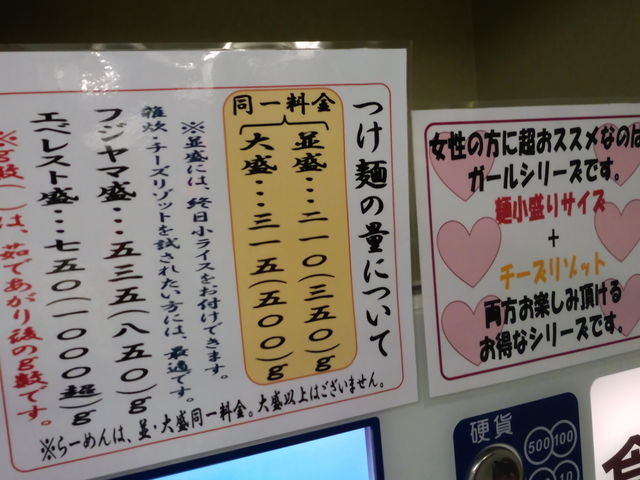 つけ麺の量について
同一料金
並盛…二一〇(三五〇)g
大盛…三一五(五〇〇)g
※並盛には、終日小ライスをお付けできます。
雑炊、チーズリゾットを試されたい方には、最適です。
フジヤマ盛…五三五(八五〇)g
エベレスト盛…七五〇(一〇〇〇超)g
※g数( )は、茹であがり後のg数です。
※らーめんは、並・大盛同一料金。大盛以上はございません。
女性の方に超おススメなのは
ガールシリーズです。
麺小盛りサイズ
+
チーズリゾット
両方お楽しみ頂ける
お得なシリーズです。
硬貨
500 100
10
食